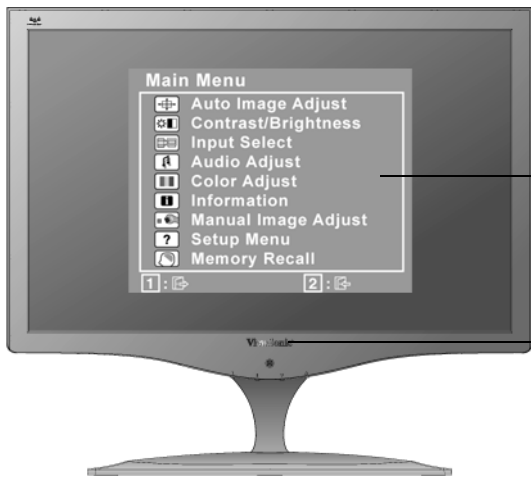 Main Menu
Auto Image Adjust
Contrast/Brightness
Input Select
Audio Adjust
Color Adjust
Information
Manual Image Adjust
? Setup Menu
Memory Recall
1 : 2 :
ViewSonic